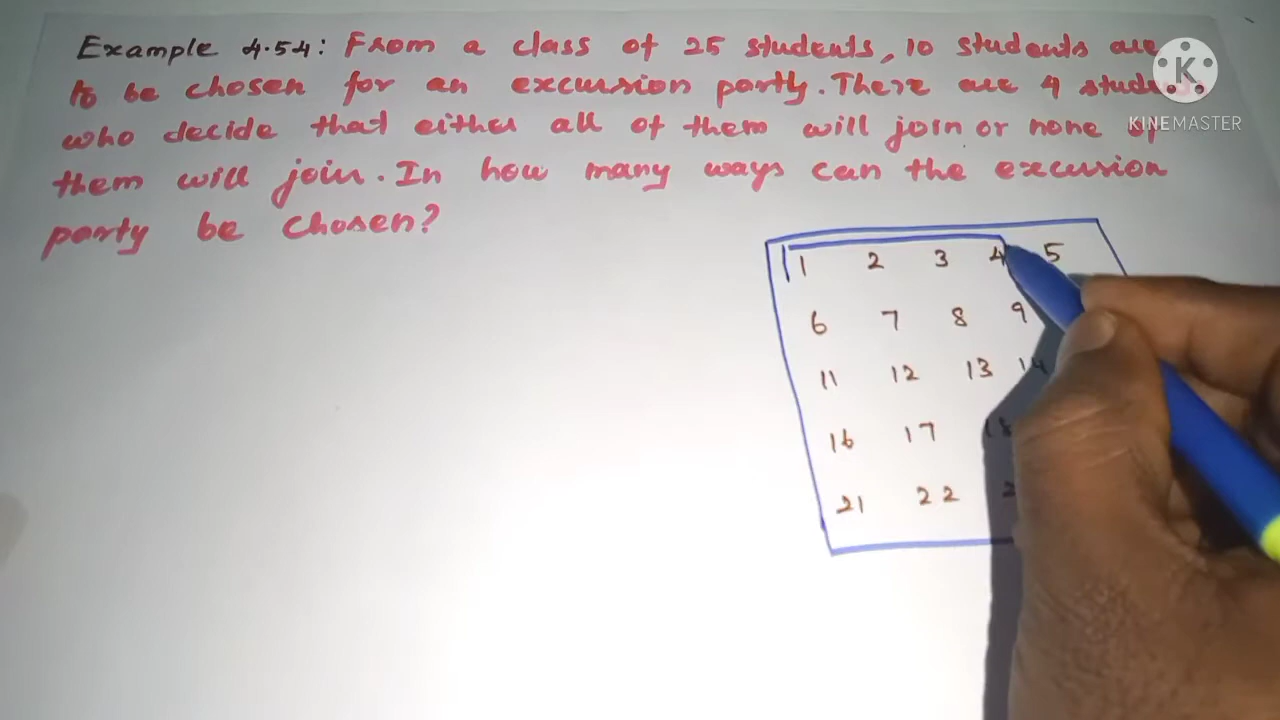 Example 4.54: From a class of 25 students, 10 students are
to be chosen for an excursion party. There are 4
who decide that either all of them will join or none of
them will join. In how many ways can the excursion
party be chosen?
K
KINEMASTER
1 2 3 4 5
6 7 8 9
11 12 13 14
16 17 18
21 22